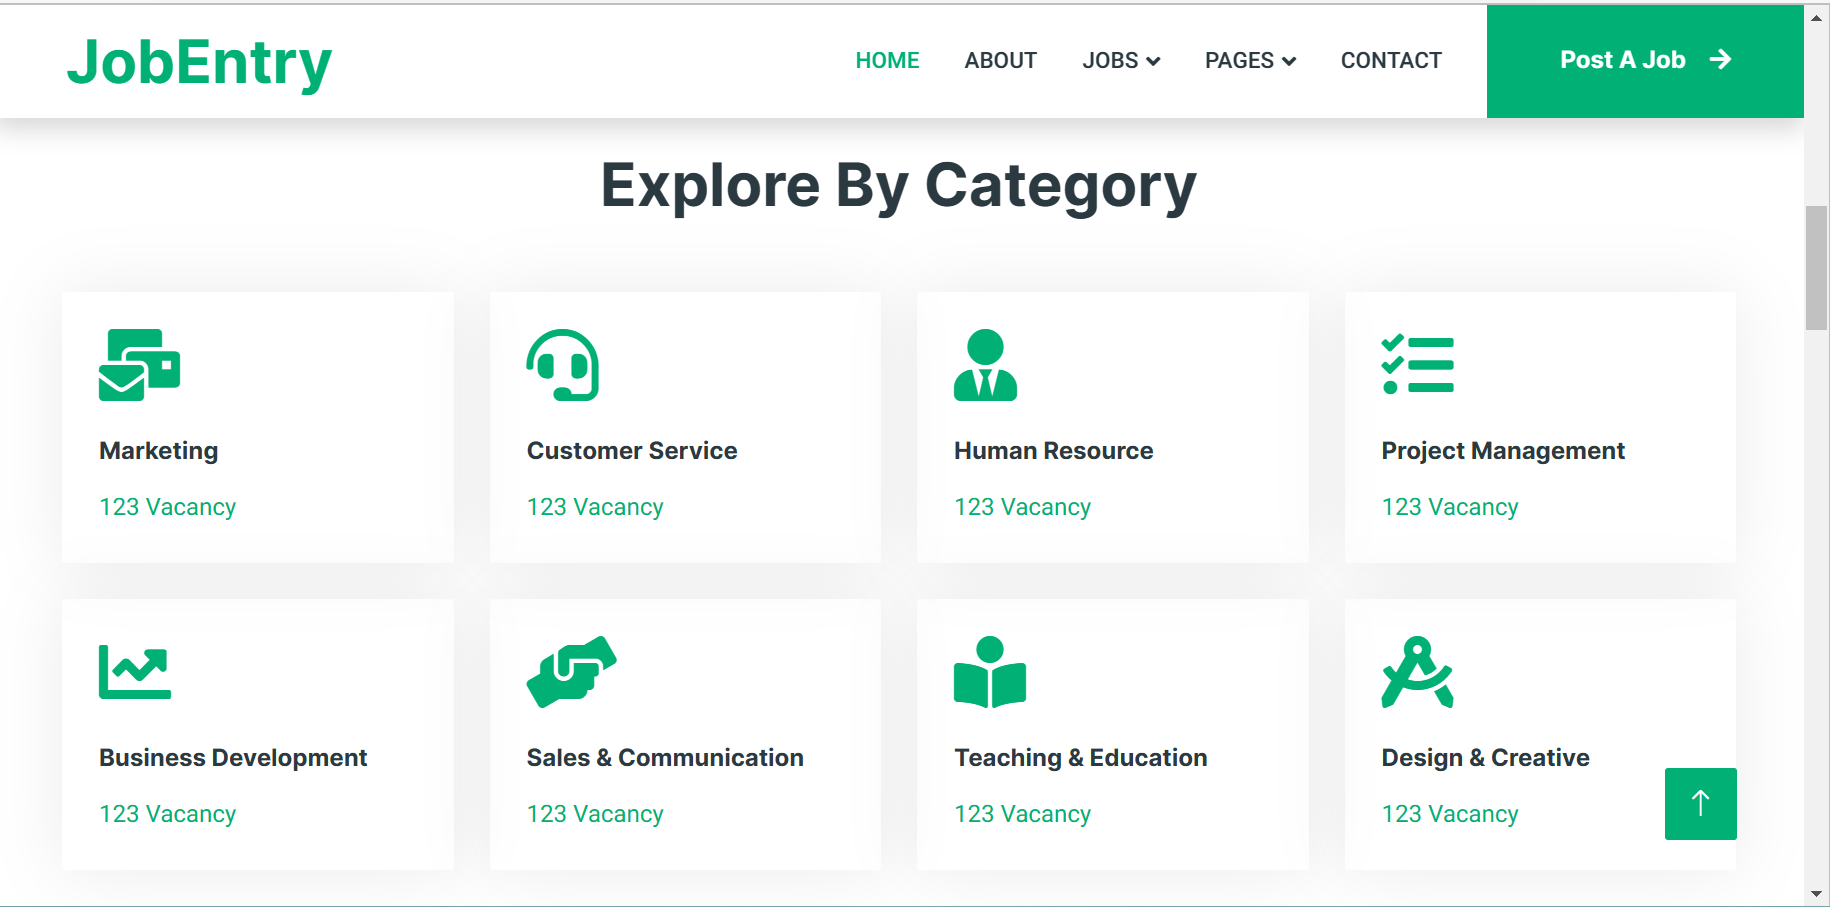 JobEntry
HOME ABOUT JOBS PAGES CONTACT Post A Job
Explore By Category
Marketing
123 Vacancy
Customer Service
123 Vacancy
Human Resource
123 Vacancy
Project Management
123 Vacancy
Business Development
123 Vacancy
Sales & Communication
123 Vacancy
Teaching & Education
123 Vacancy
Design & Creative
123 Vacancy